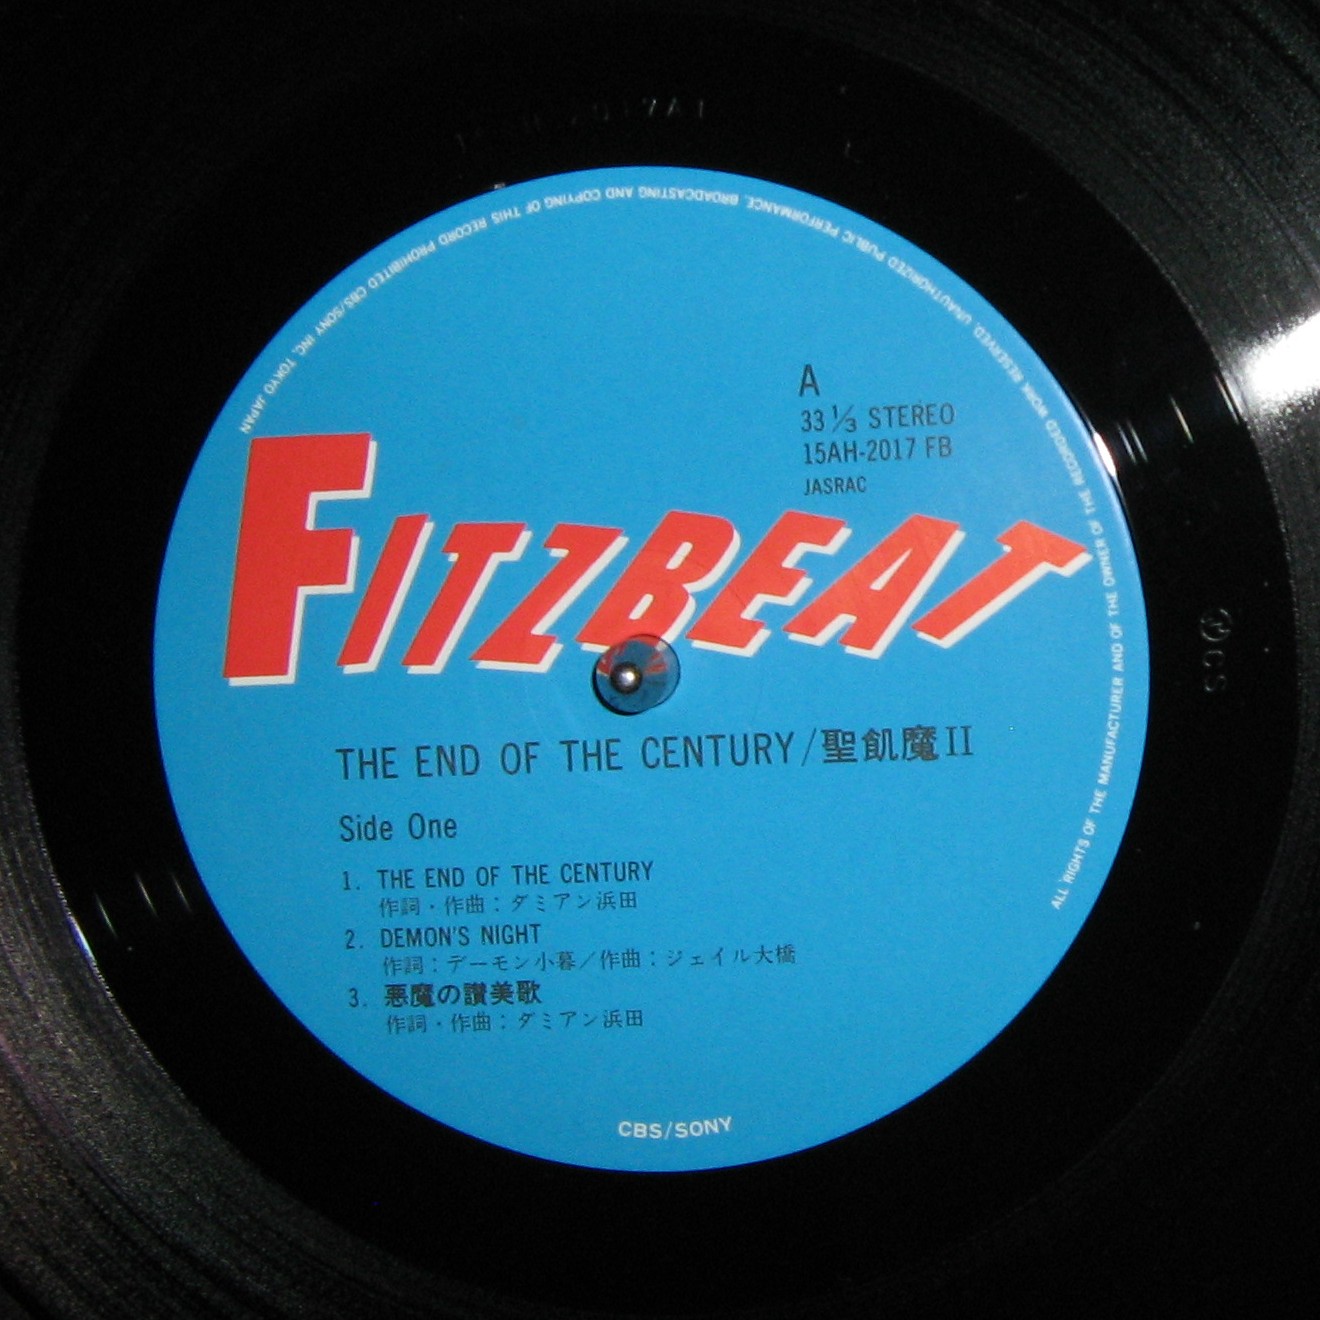 ALL RIGHTS OF THE MANUFACTURER AND OF THE OWNER OF THE RECORDED WORK RESERVED. UNAUTHORIZED PUBLIC PERFORMANCE. BROADCASTING AND COPYING OF THIS RECORD PROHIBITED CBS/SONY INC. TOKYO JAPAN
A
33 1/3 STEREO
15AH-2017 FB
JASRAC
FITZBEAT
THE END OF THE CENTURY/聖飢魔II
Side One
1. THE END OF THE CENTURY
作詞・作曲：ダミアン浜田
2. DEMON'S NIGHT
作詞：デーモン小暮／作曲：ジェイル大橋
3. 悪魔の讃美歌
作詞・作曲：ダミアン浜田
CBS/SONY
CS